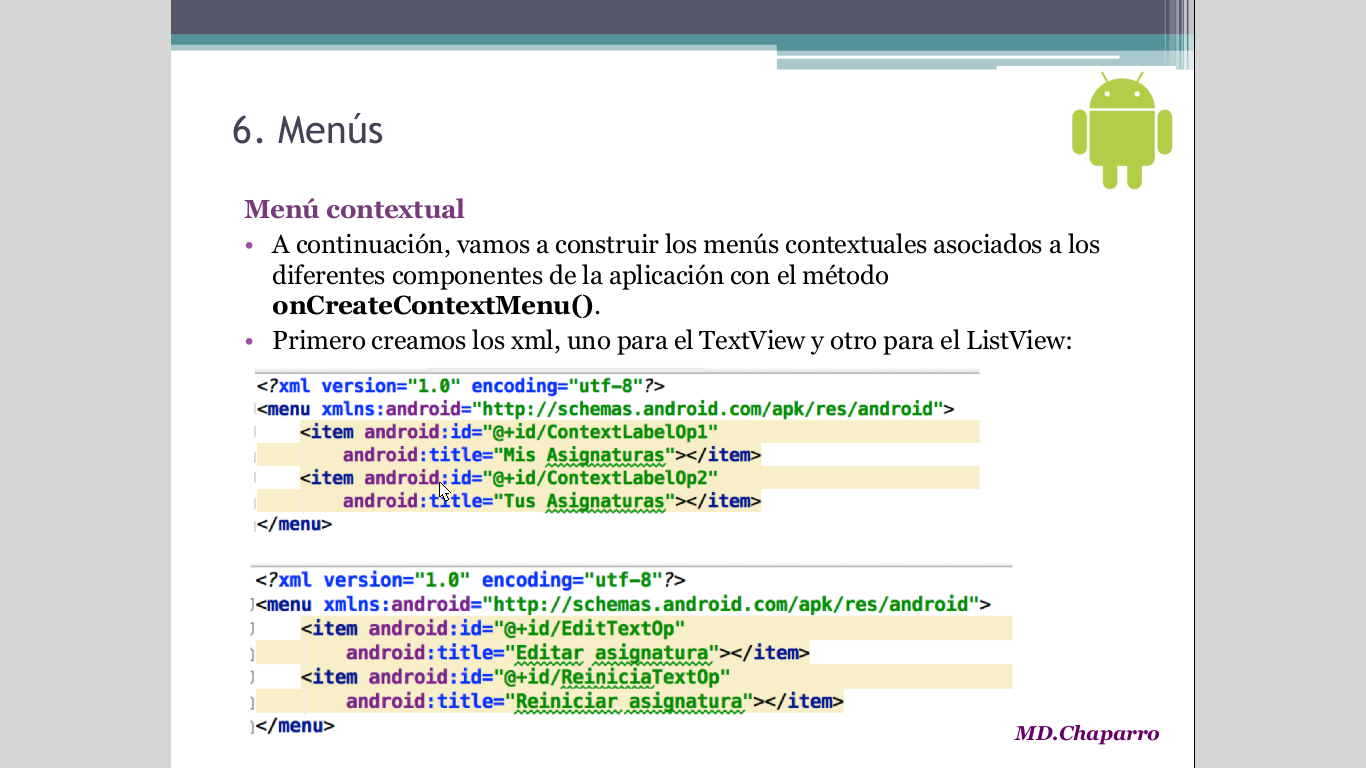 6. Menús
Menú contextual
• A continuación, vamos a construir los menús contextuales asociados a los
diferentes componentes de la aplicación con el método
onCreateContextMenu().
• Primero creamos los xml, uno para el TextView y otro para el ListView:
<?xml version="1.0" encoding="utf-8"?>
<menu xmlns:android="http://schemas.android.com/apk/res/android">
    <item android:id="@+id/ContextLabelOp1"
        android:title="Mis Asignaturas"></item>
    <item android:id="@+id/ContextLabelOp2"
        android:title="Tus Asignaturas"></item>
</menu>
<?xml version="1.0" encoding="utf-8"?>
<menu xmlns:android="http://schemas.android.com/apk/res/android">
    <item android:id="@+id/EditTextOp"
        android:title="Editar asignatura"></item>
    <item android:id="@+id/ReiniciaTextOp"
        android:title="Reiniciar asignatura"></item>
</menu>
MD.Chaparro